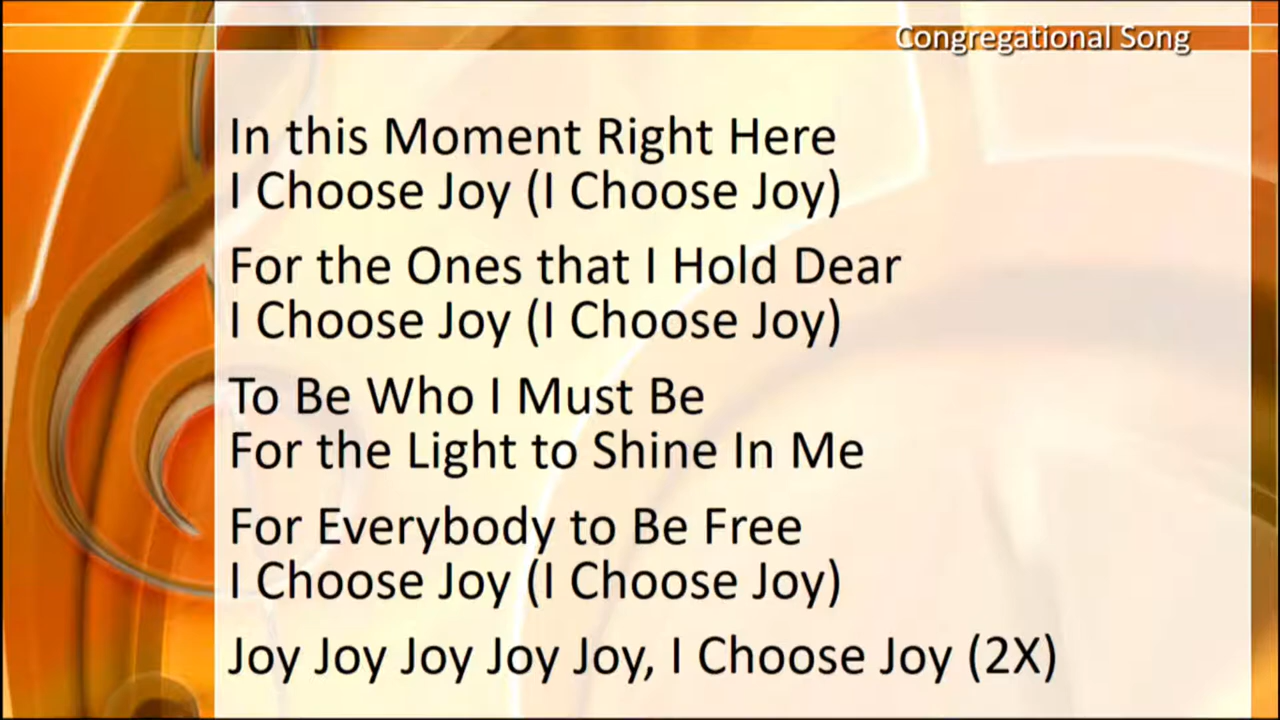 Congregational Song
In this Moment Right Here
I Choose Joy (I Choose Joy)
For the Ones that I Hold Dear
I Choose Joy (I Choose Joy)
To Be Who I Must Be
For the Light to Shine In Me
For Everybody to Be Free
I Choose Joy (I Choose Joy)
Joy Joy Joy Joy Joy, I Choose Joy (2X)